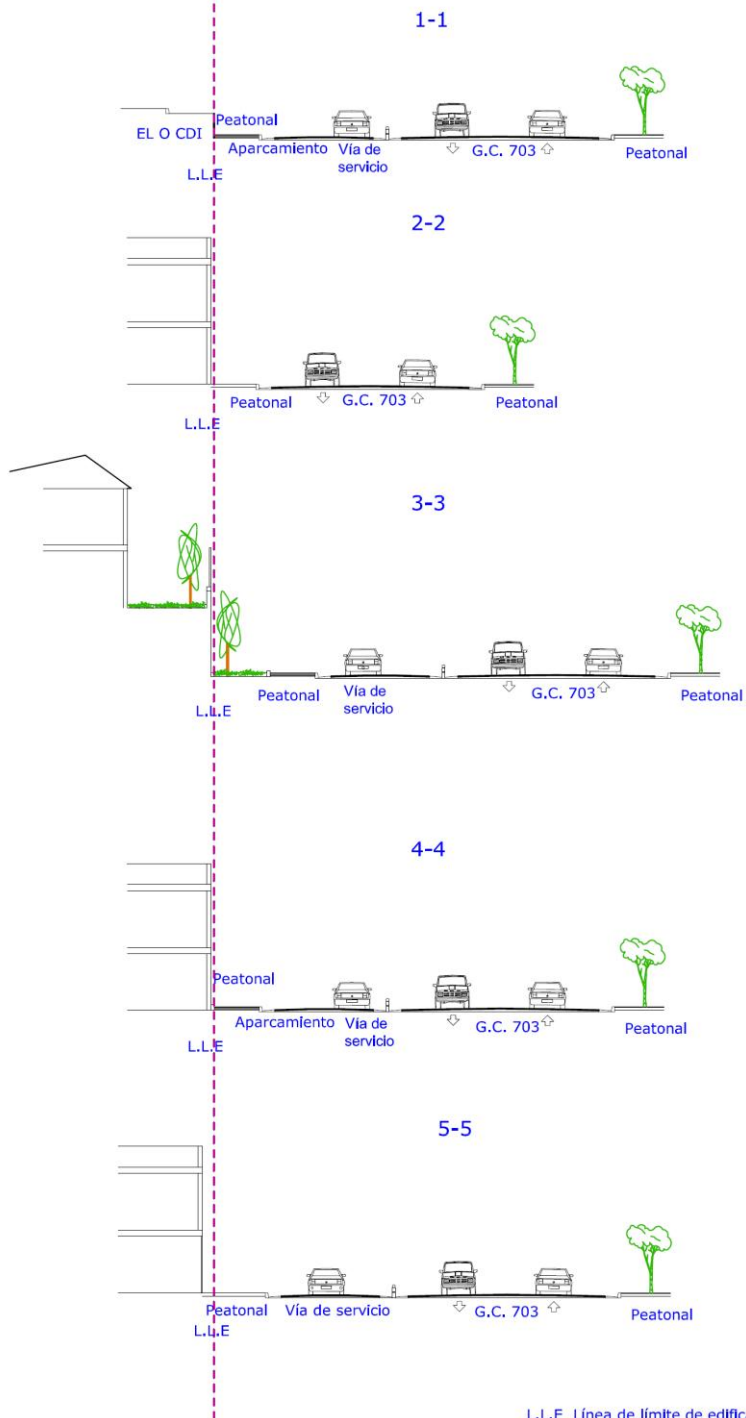 1-1
Peatonal
EL O CDI
Aparcamiento
Vía de
servicio
G.C. 703
Peatonal
L.L.E
2-2
Peatonal
G.C. 703
Peatonal
L.L.E
3-3
Peatonal
Vía de
servicio
G.C. 703
Peatonal
L.L.E
4-4
Peatonal
Aparcamiento
Vía de
servicio
G.C. 703
Peatonal
L.L.E
5-5
Peatonal
Vía de servicio
G.C. 703
Peatonal
L.L.E
L.L.E. Línea de límite de